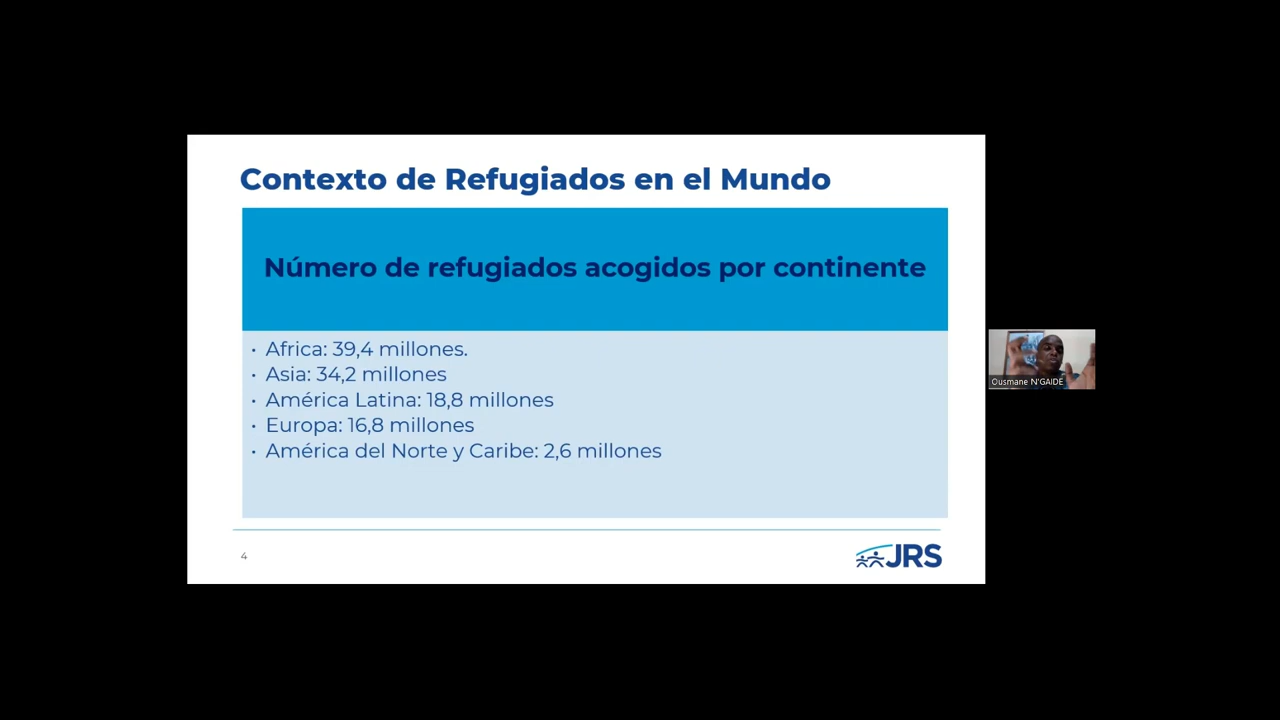 Contexto de Refugiados en el Mundo
Número de refugiados acogidos por continente
• Africa: 39,4 millones.
• Asia: 34,2 millones
• América Latina: 18,8 millones
• Europa: 16,8 millones
• América del Norte y Caribe: 2,6 millones
4
JRS
Ousmane N'GAIDE